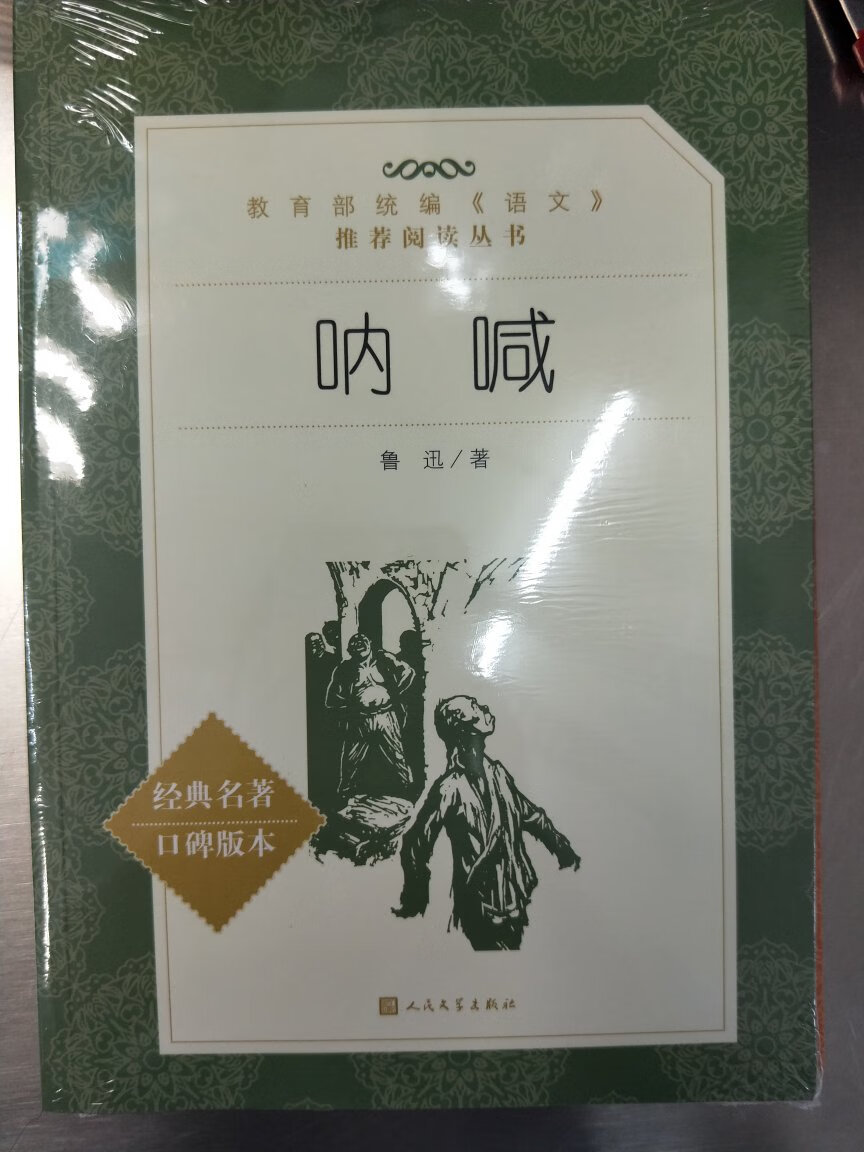 教育部统编《语文》
推荐阅读丛书
呐喊
鲁迅/著
经典名著
口碑版本
人民文学出版社